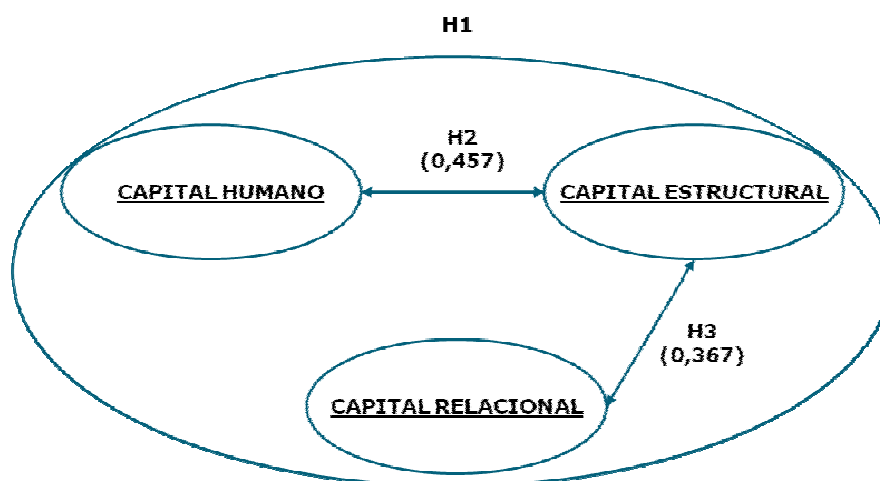 H1
H2
(0,457)
CAPITAL HUMANO
CAPITAL ESTRUCTURAL
H3
(0,367)
CAPITAL RELACIONAL